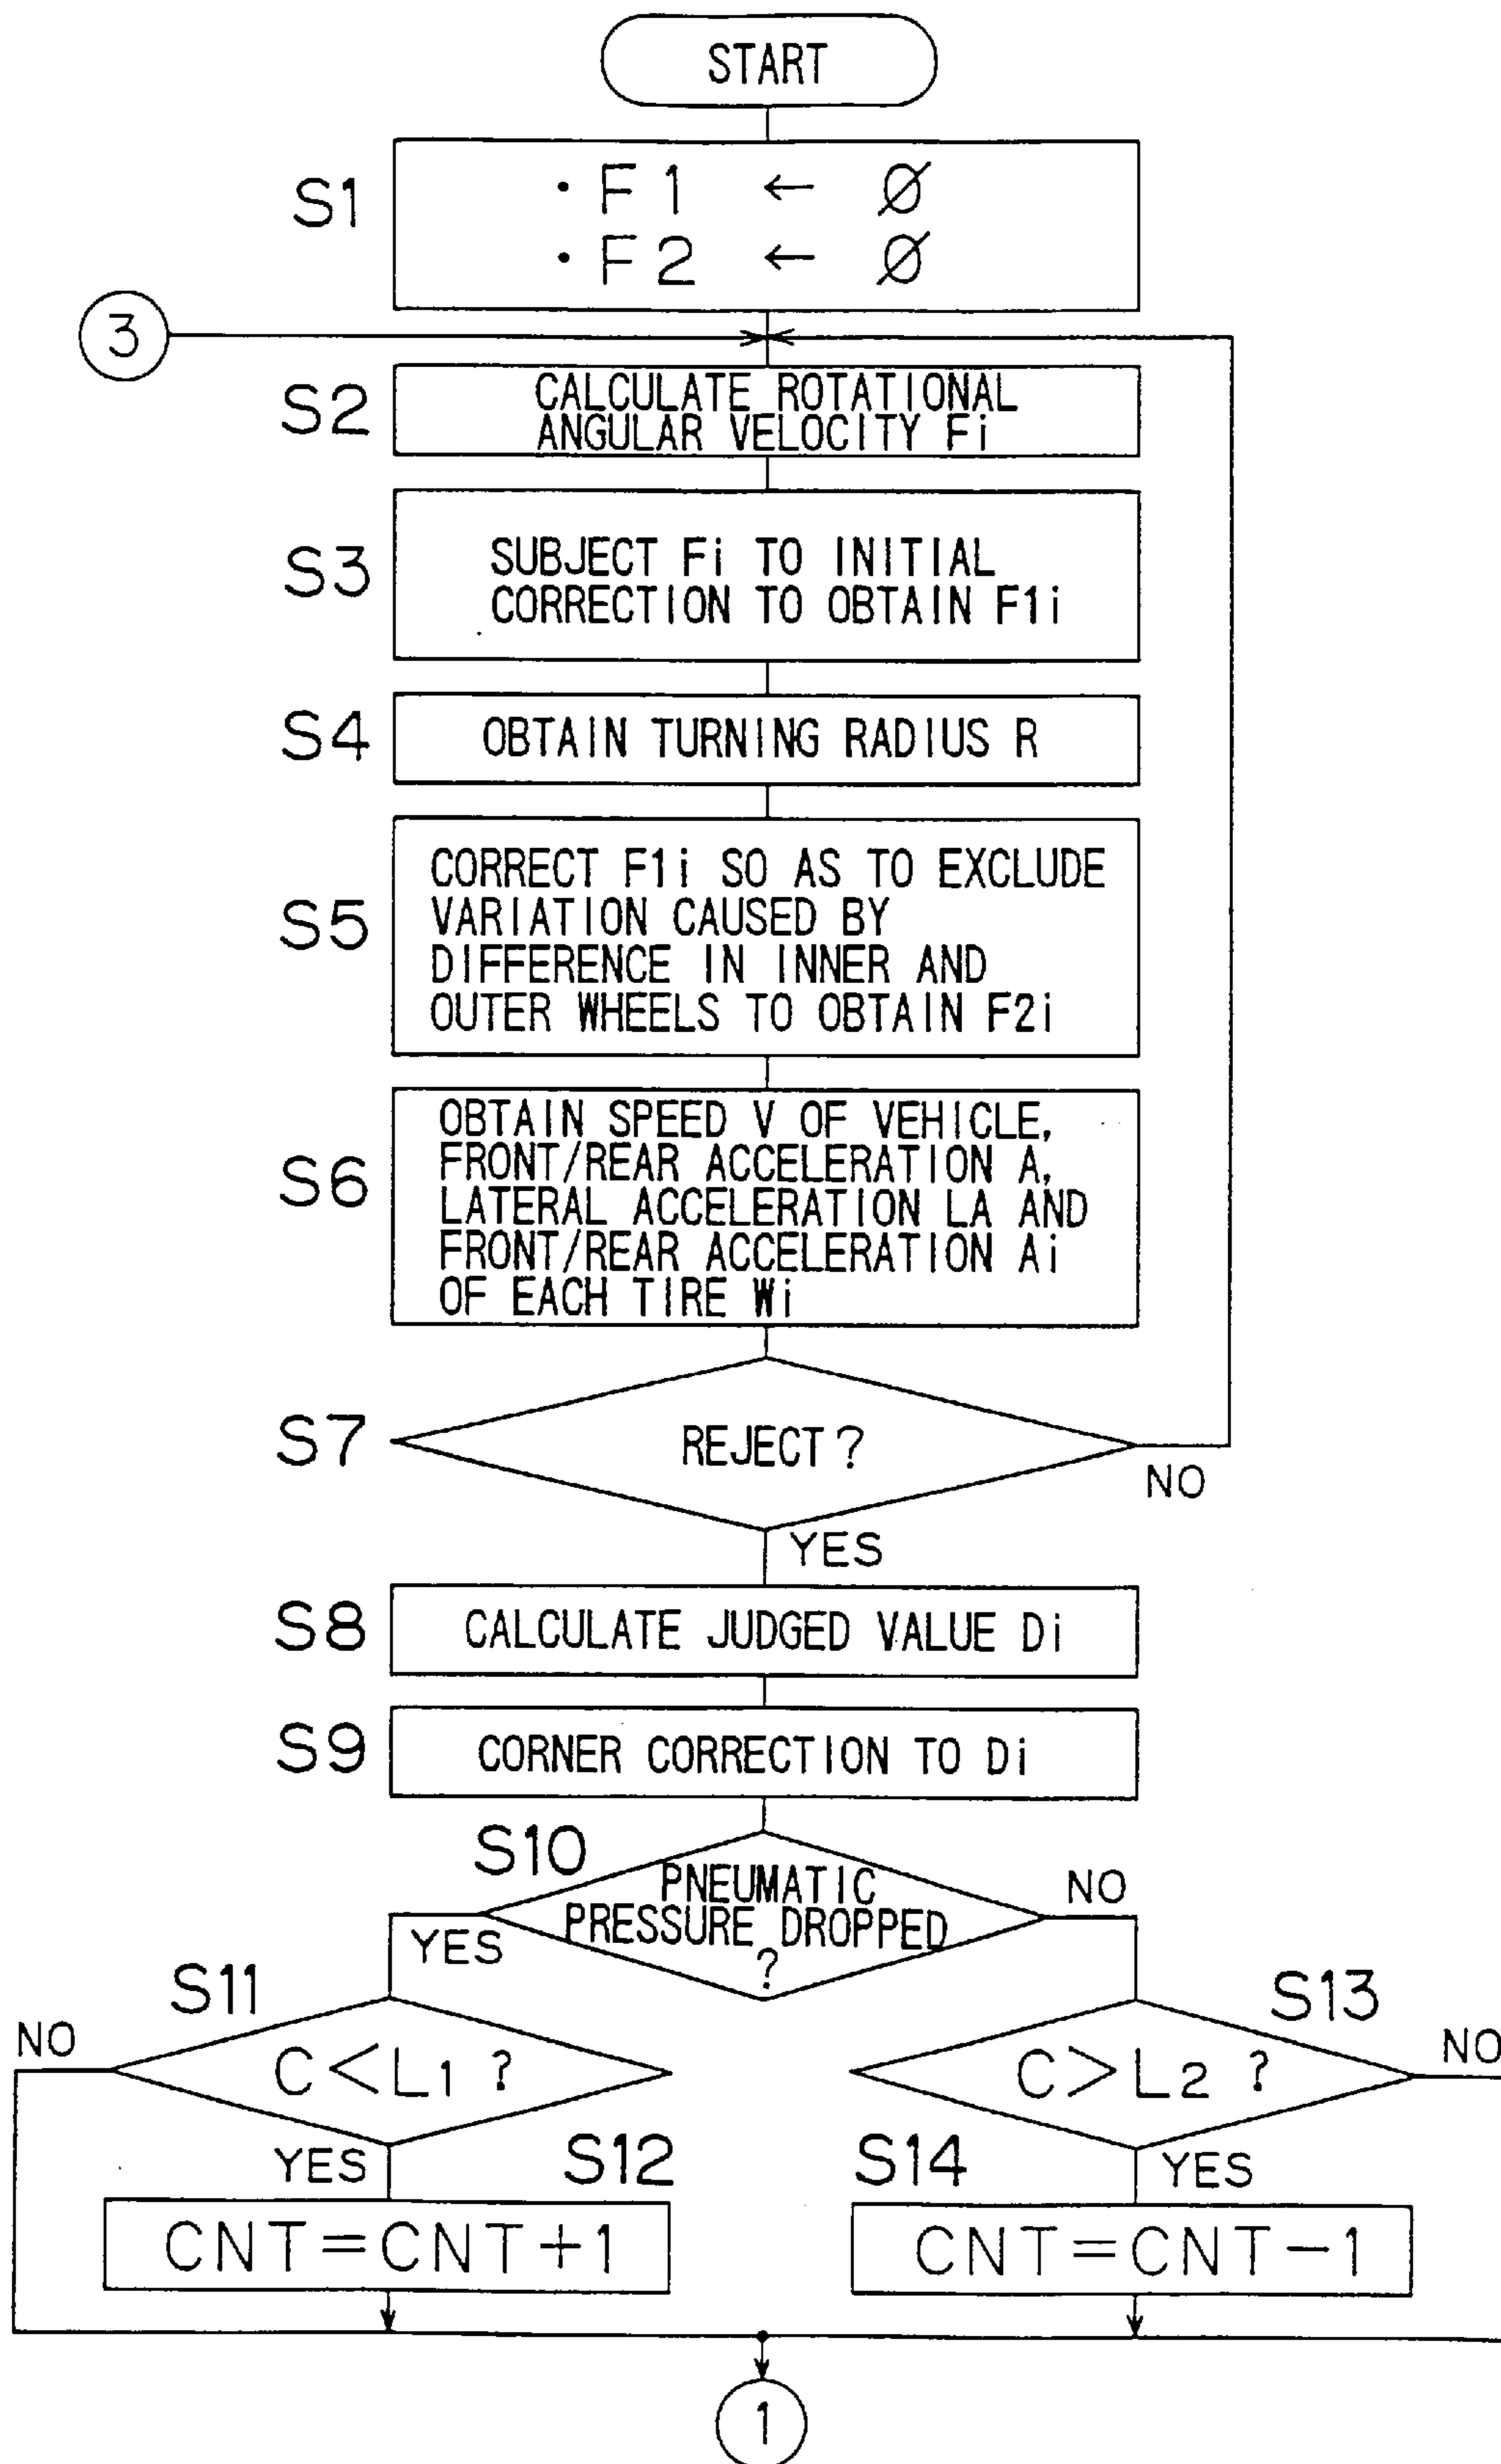 START
S1
・F1 ← Ø
・F2 ← Ø
3
S2
CALCULATE ROTATIONAL
ANGULAR VELOCITY Fi
S3
SUBJECT Fi TO INITIAL
CORRECTION TO OBTAIN F1i
S4
OBTAIN TURNING RADIUS R
S5
CORRECT F1i SO AS TO EXCLUDE
VARIATION CAUSED BY
DIFFERENCE IN INNER AND
OUTER WHEELS TO OBTAIN F2i
S6
OBTAIN SPEED V OF VEHICLE,
FRONT/REAR ACCELERATION A,
LATERAL ACCELERATION LA AND
FRONT/REAR ACCELERATION Ai
OF EACH TIRE Wi
S7
REJECT?
NO
YES
S8
CALCULATE JUDGED VALUE Di
S9
CORNER CORRECTION TO Di
S10
PNEUMATIC
PRESSURE DROPPED
?
YES
NO
S11
C<L1 ?
NO
YES
S12
CNT=CNT+1
S13
C>L2 ?
NO
YES
S14
CNT=CNT-1
1